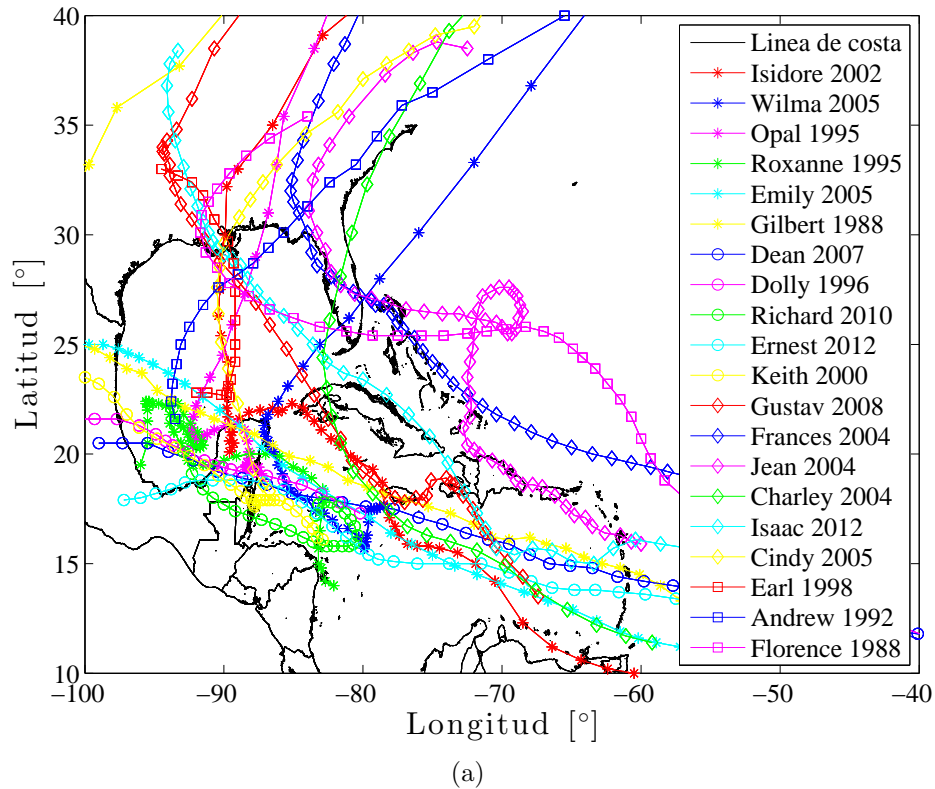 40
35
30
25
20
15
10
Latitud [°]
−100
−90
−80
−70
−60
−50
−40
Longitud [°]
Linea de costa
Isidore 2002
Wilma 2005
Opal 1995
Roxanne 1995
Emily 2005
Gilbert 1988
Dean 2007
Dolly 1996
Richard 2010
Ernest 2012
Keith 2000
Gustav 2008
Frances 2004
Jean 2004
Charley 2004
Isaac 2012
Cindy 2005
Earl 1998
Andrew 1992
Florence 1988
(a)